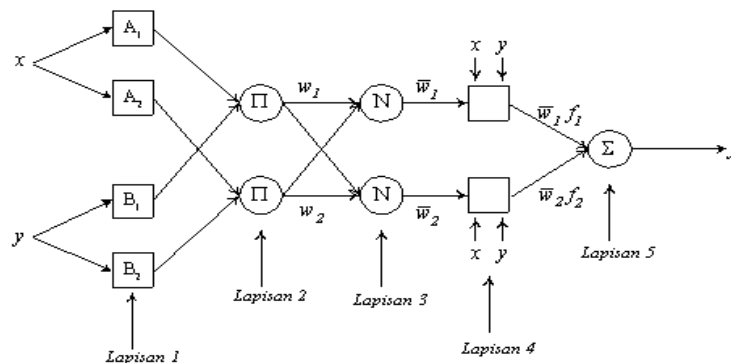 x
A₁
A₂
y
B₁
B₂
Π
Π
w₁
w₂
N
N
w̅₁
w̅₂
x y
x y
w̅₁ f₁
w̅₂ f₂
Σ
Lapisan 1
Lapisan 2
Lapisan 3
Lapisan 4
Lapisan 5